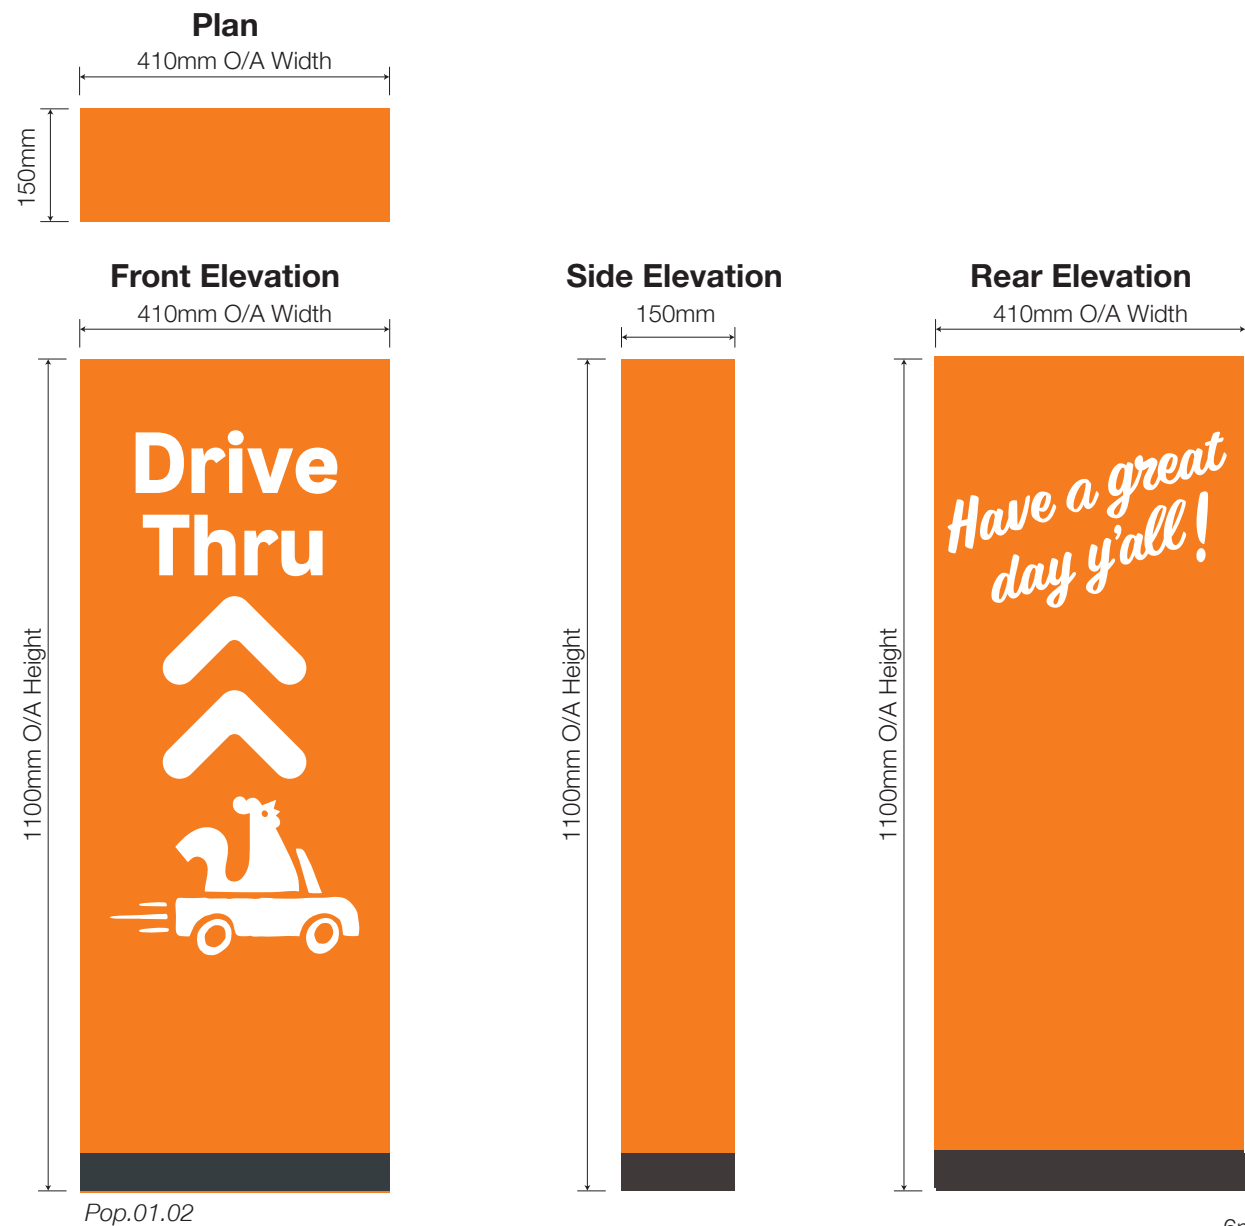 Plan
410mm O/A Width
150mm
Front Elevation
410mm O/A Width
1100mm O/A Height
Drive
Thru
Pop.01.02
Side Elevation
150mm
1100mm O/A Height
Rear Elevation
410mm O/A Width
1100mm O/A Height
Have a great
day y'all!